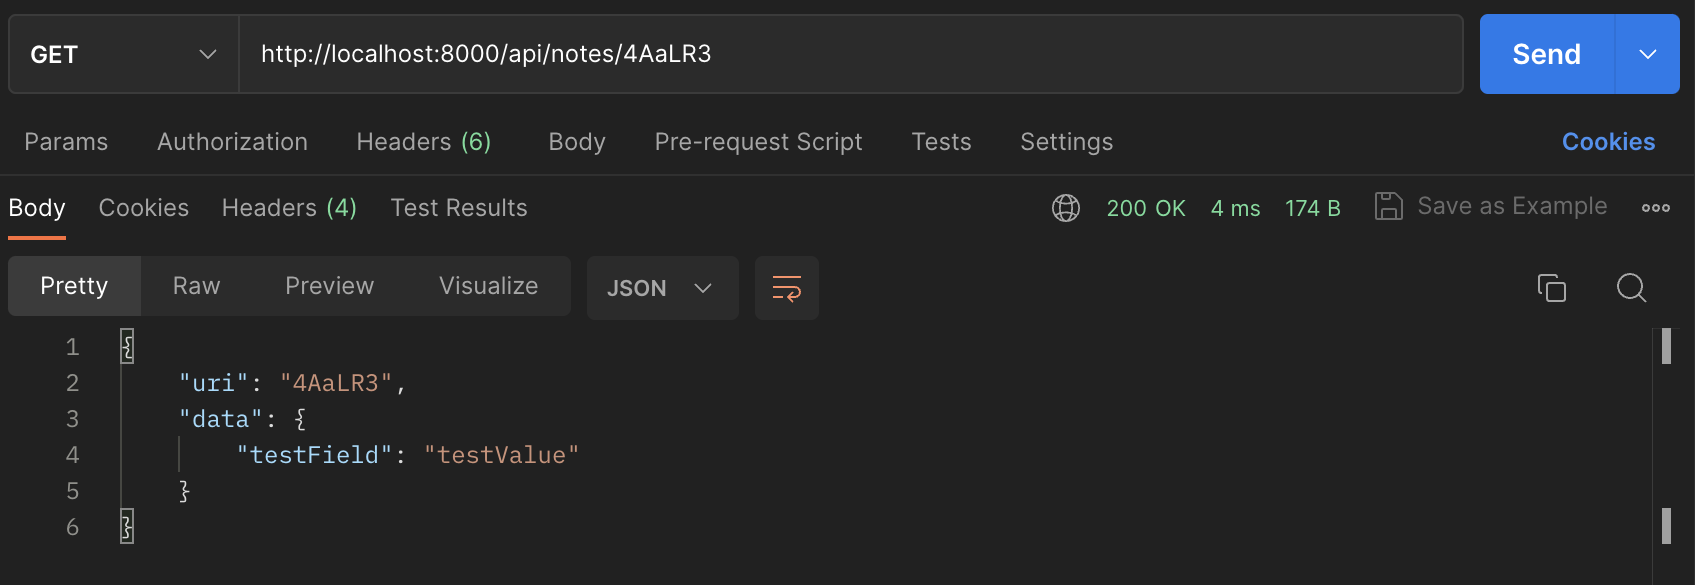 GET http://localhost:8000/api/notes/4AaLR3 Send
Params Authorization Headers (6) Body Pre-request Script Tests Settings Cookies
Body Cookies Headers (4) Test Results 200 OK 4 ms 174 B Save as Example
Pretty Raw Preview Visualize JSON
1 {
2 "uri": "4AaLR3",
3 "data": {
4 "testField": "testValue"
5 }
6 }